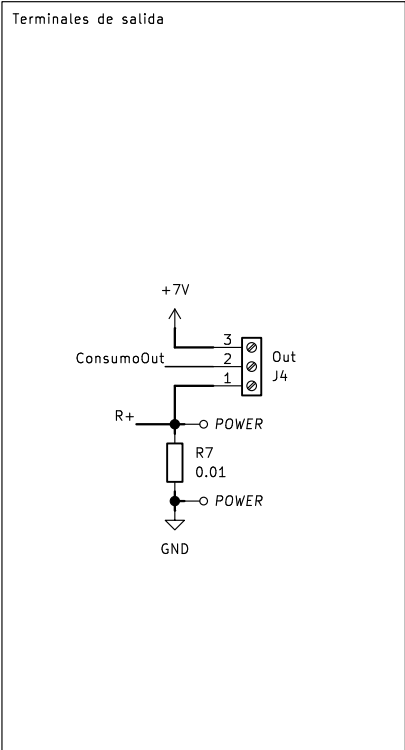 Terminales de salida
+7V
3
ConsumoOut
2
Out
1
J4
R+
POWER
R7
0.01
POWER
GND